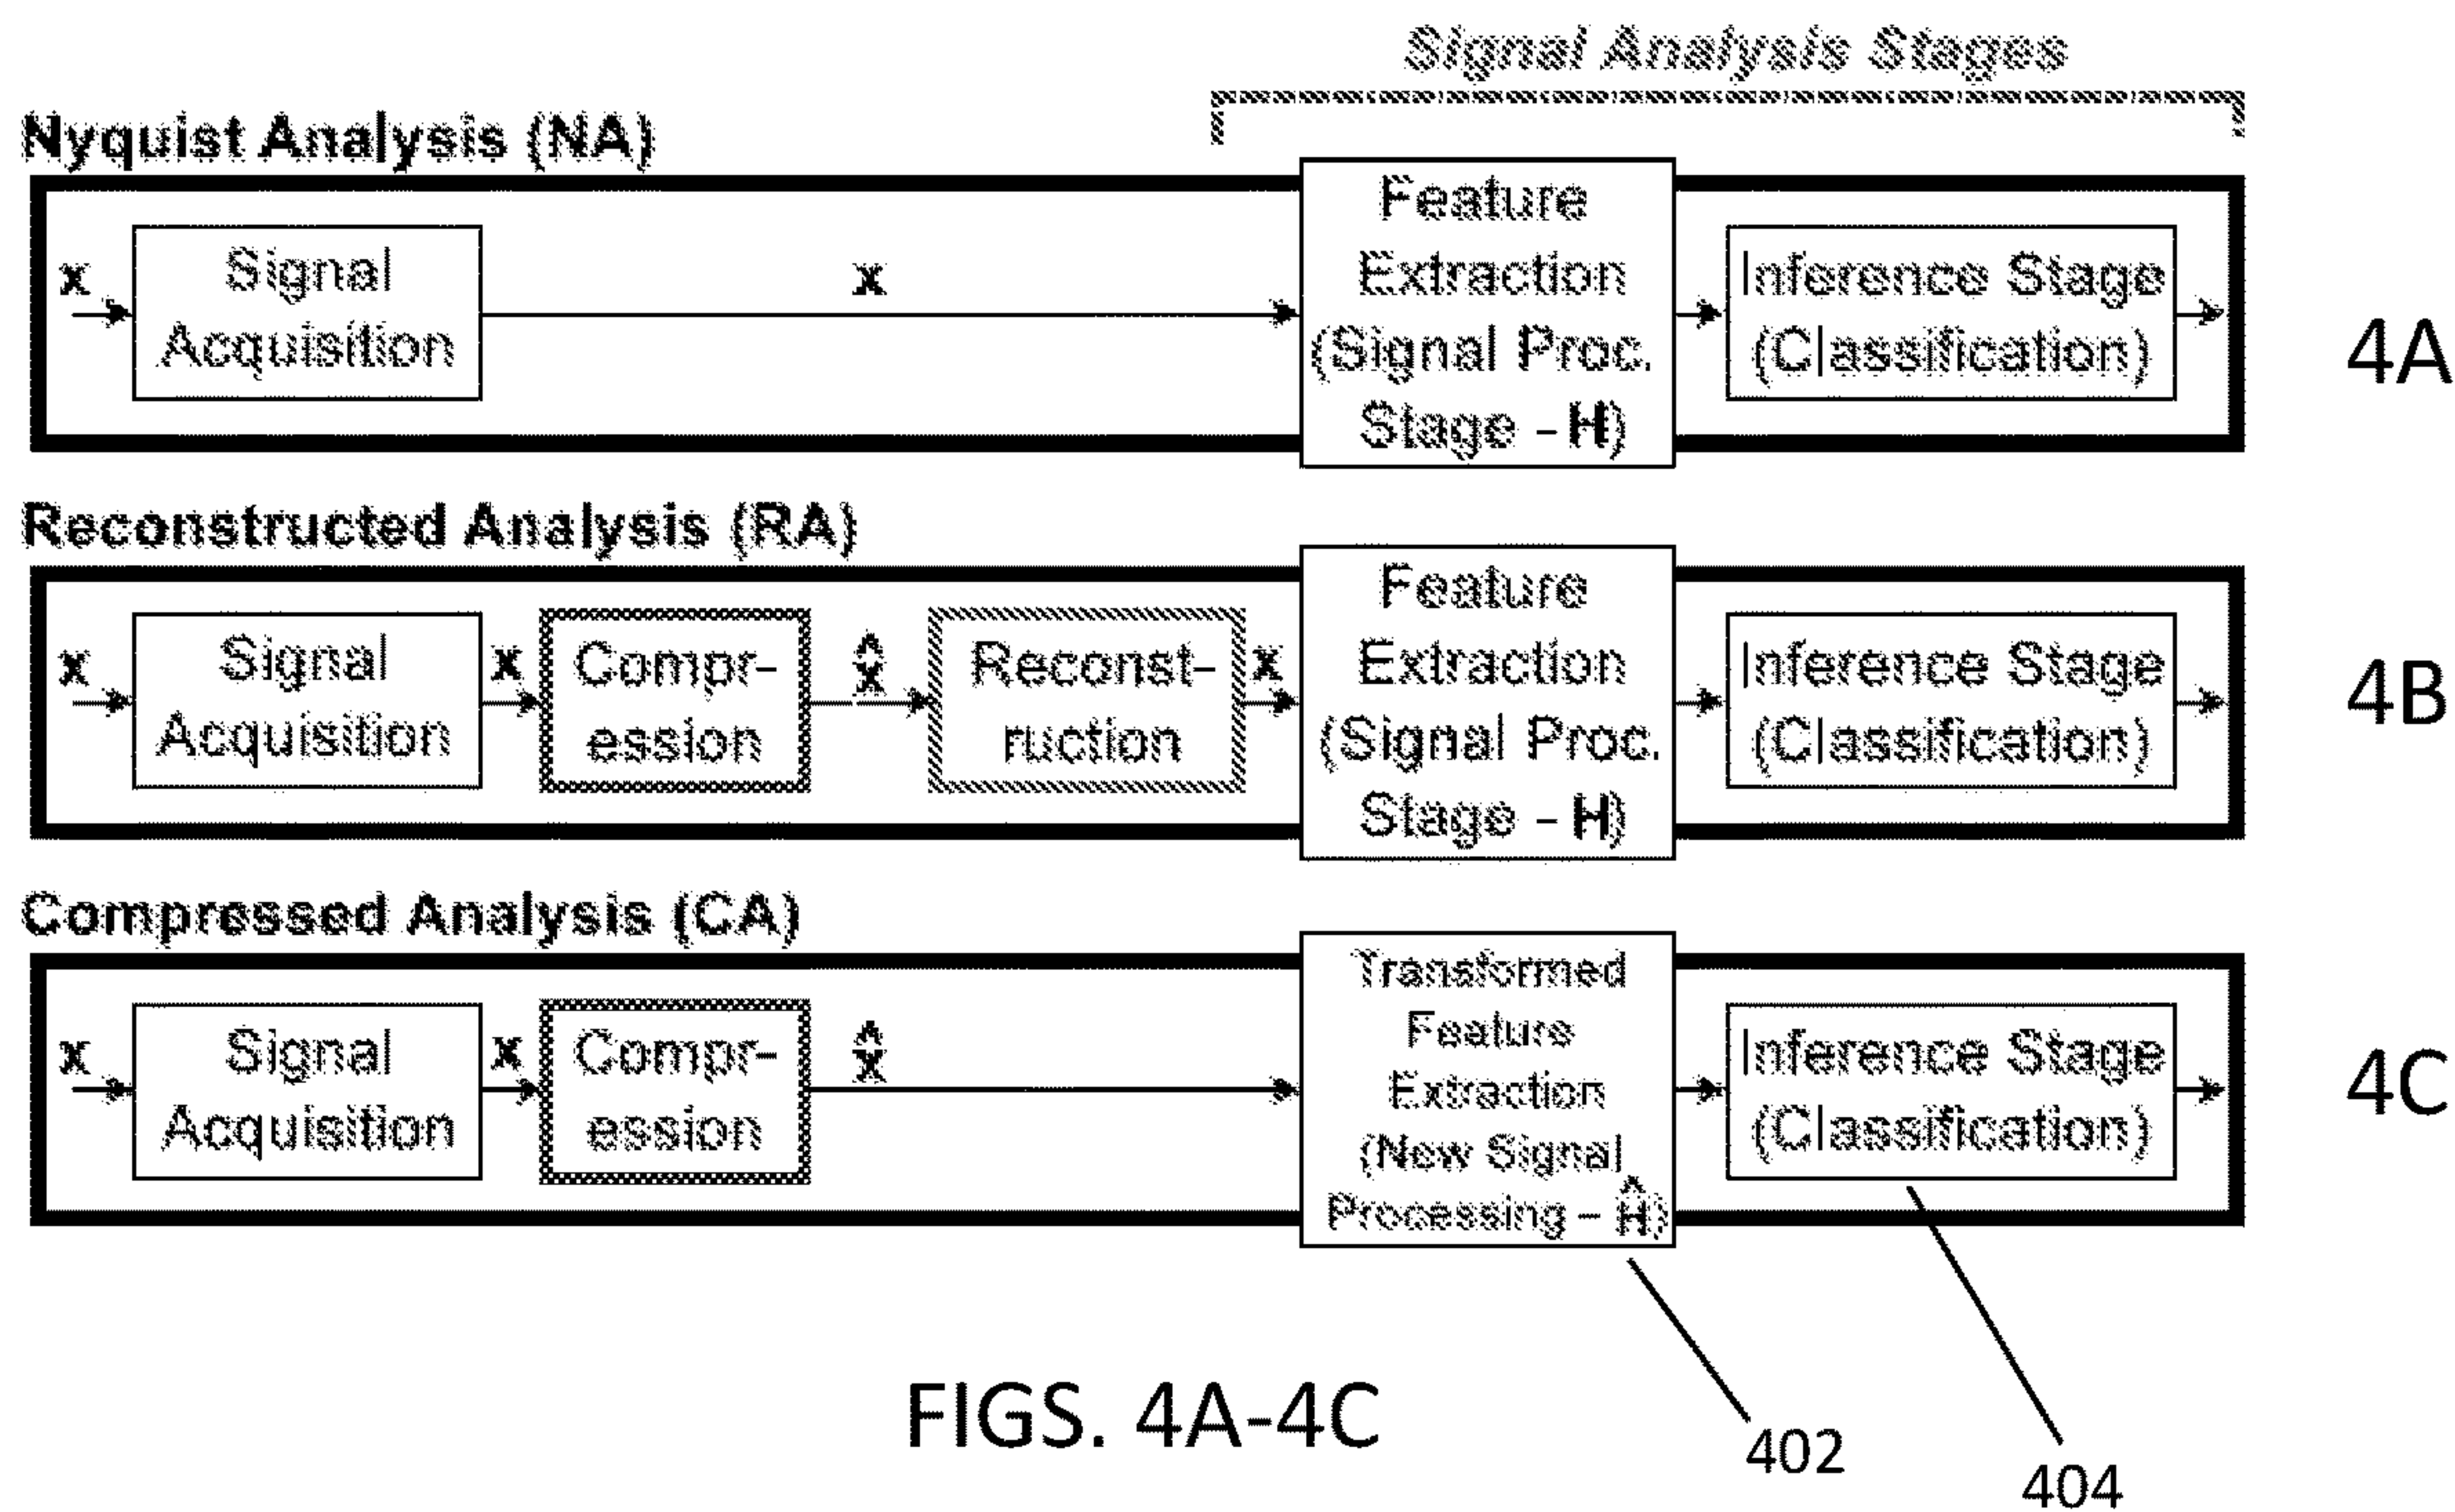 Signal Analysis Stages
Nyquist Analysis (NA)
x
Signal
Acquisition
x
Feature
Extraction
(Signal Proc.
Stage - H)
Inference Stage
(Classification)
4A
Reconstructed Analysis (RA)
x
Signal
Acquisition
x
Compr-
ession
x̂
Reconst-
ruction
x
Feature
Extraction
(Signal Proc.
Stage - H)
Inference Stage
(Classification)
4B
Compressed Analysis (CA)
x
Signal
Acquisition
x
Compr-
ession
x̂
Transformed
Feature
Extraction
(New Signal
Processing - Ĥ)
Inference Stage
(Classification)
4C
FIGS. 4A-4C
402
404